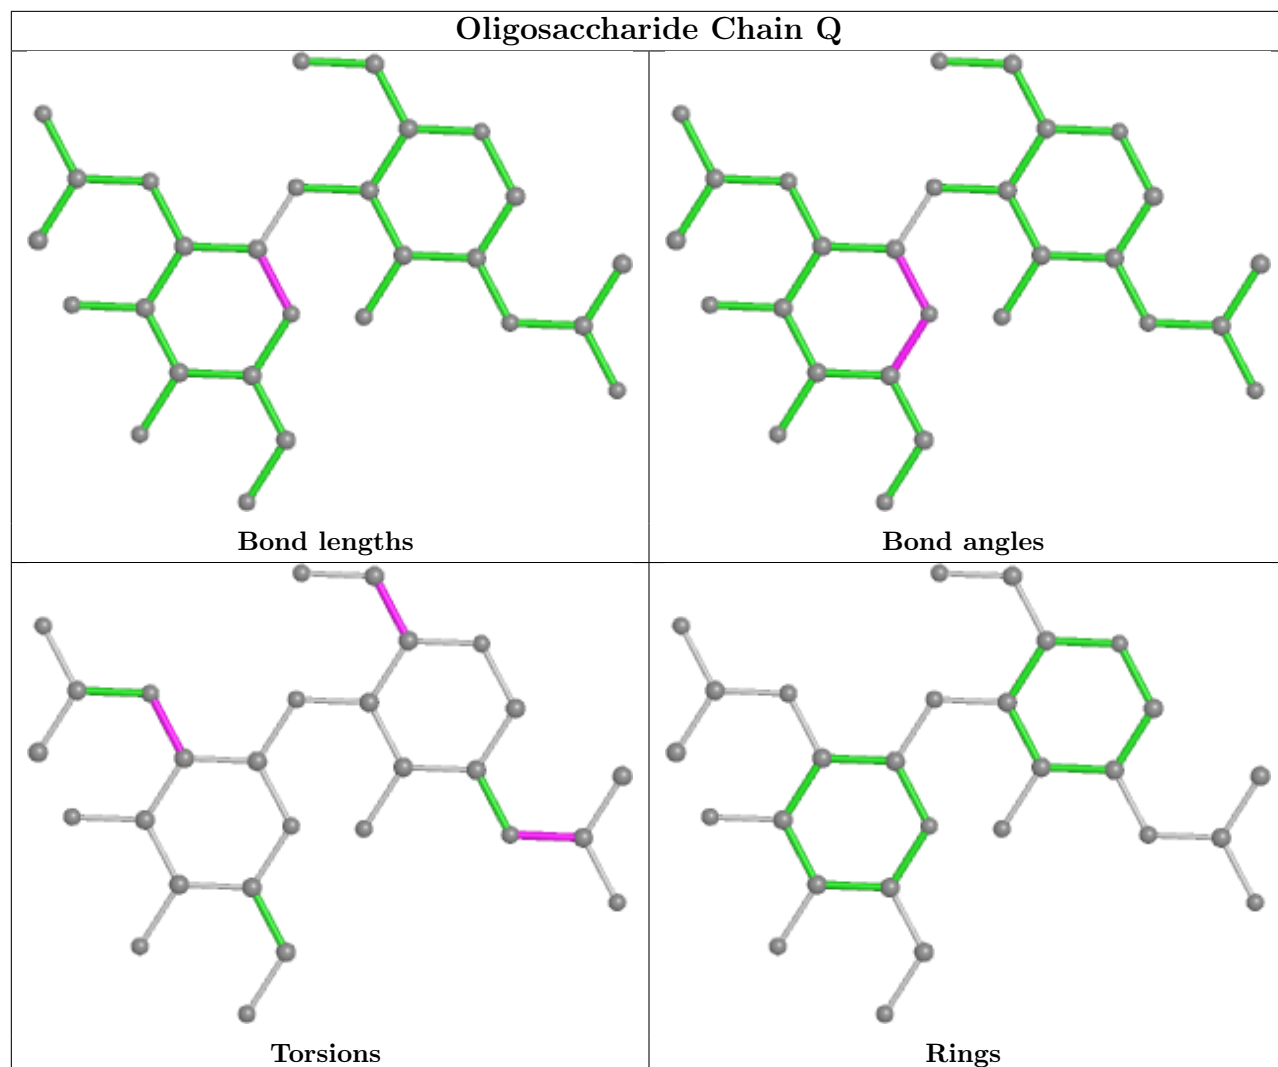 Oligosaccharide Chain Q
Bond lengths
Bond angles
Torsions
Rings